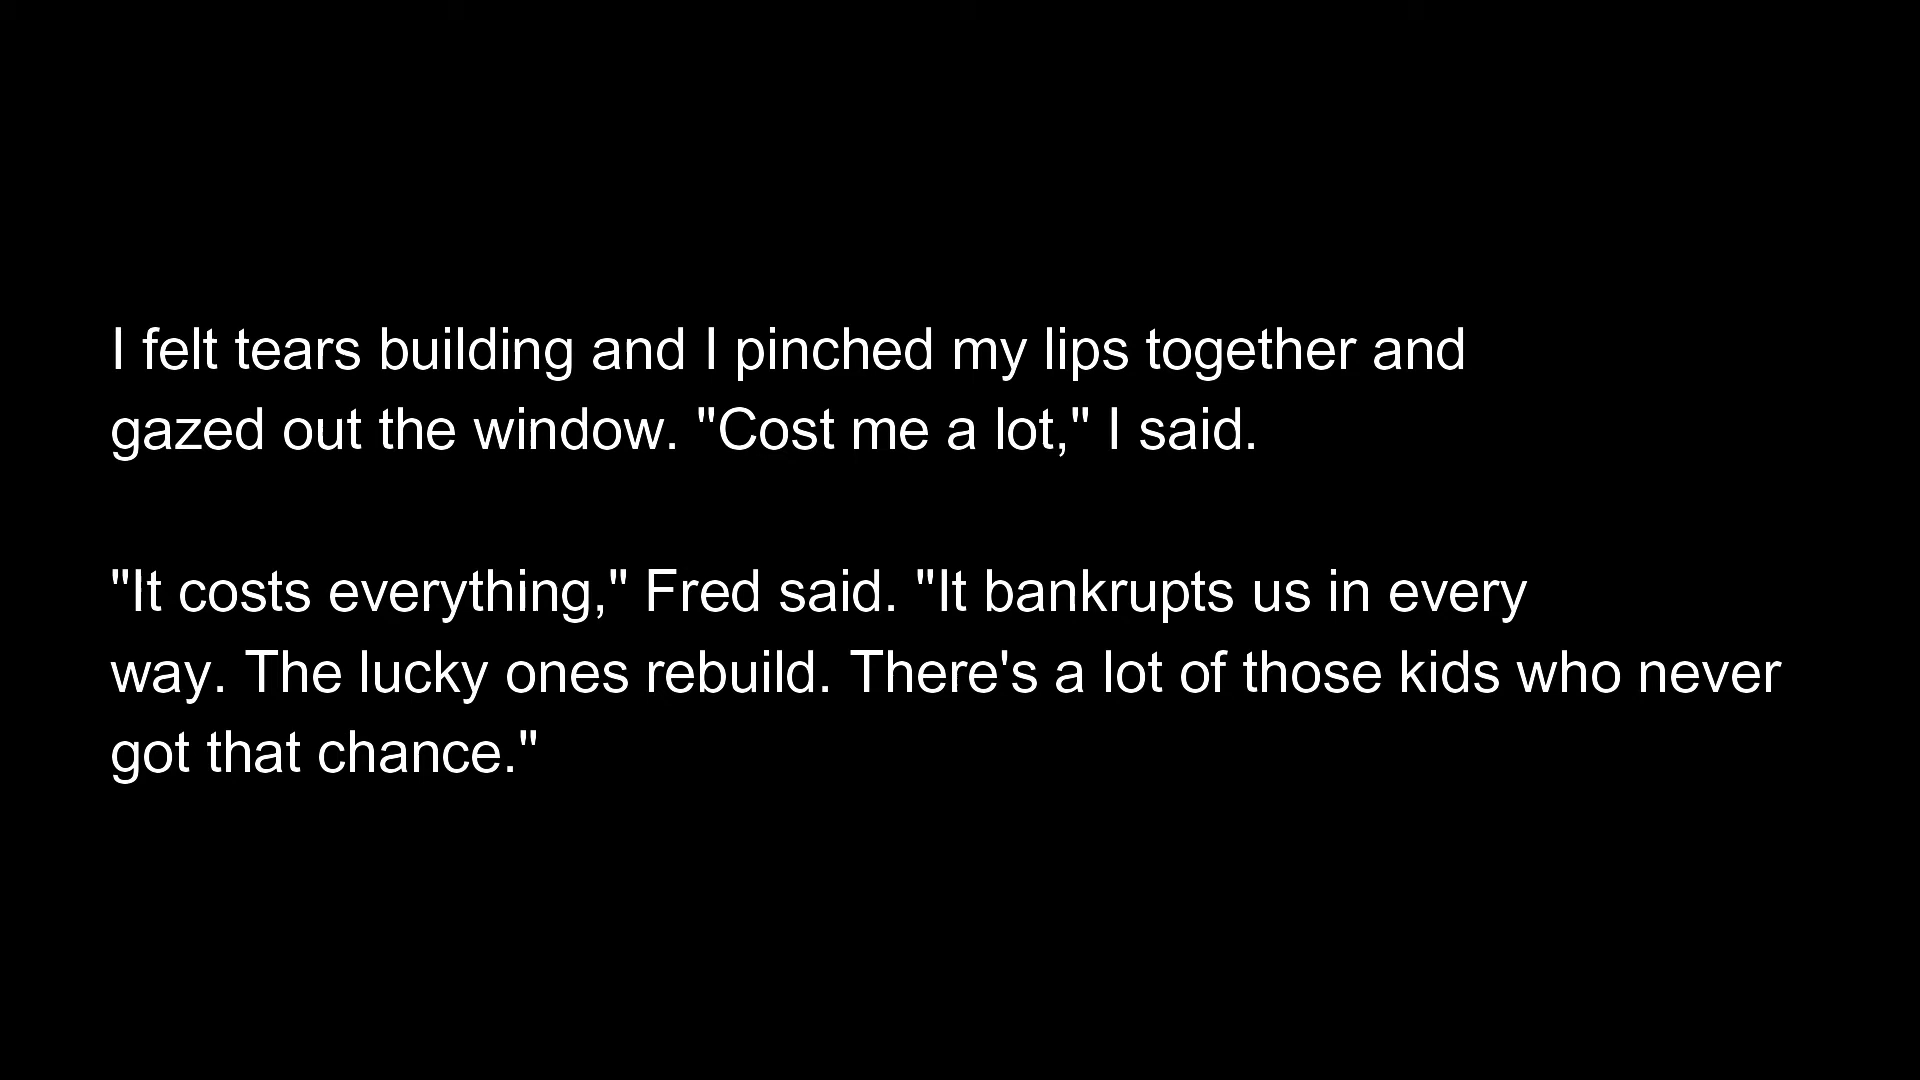 I felt tears building and I pinched my lips together and
gazed out the window. "Cost me a lot," I said.
"It costs everything," Fred said. "It bankrupts us in every
way. The lucky ones rebuild. There's a lot of those kids who never
got that chance."